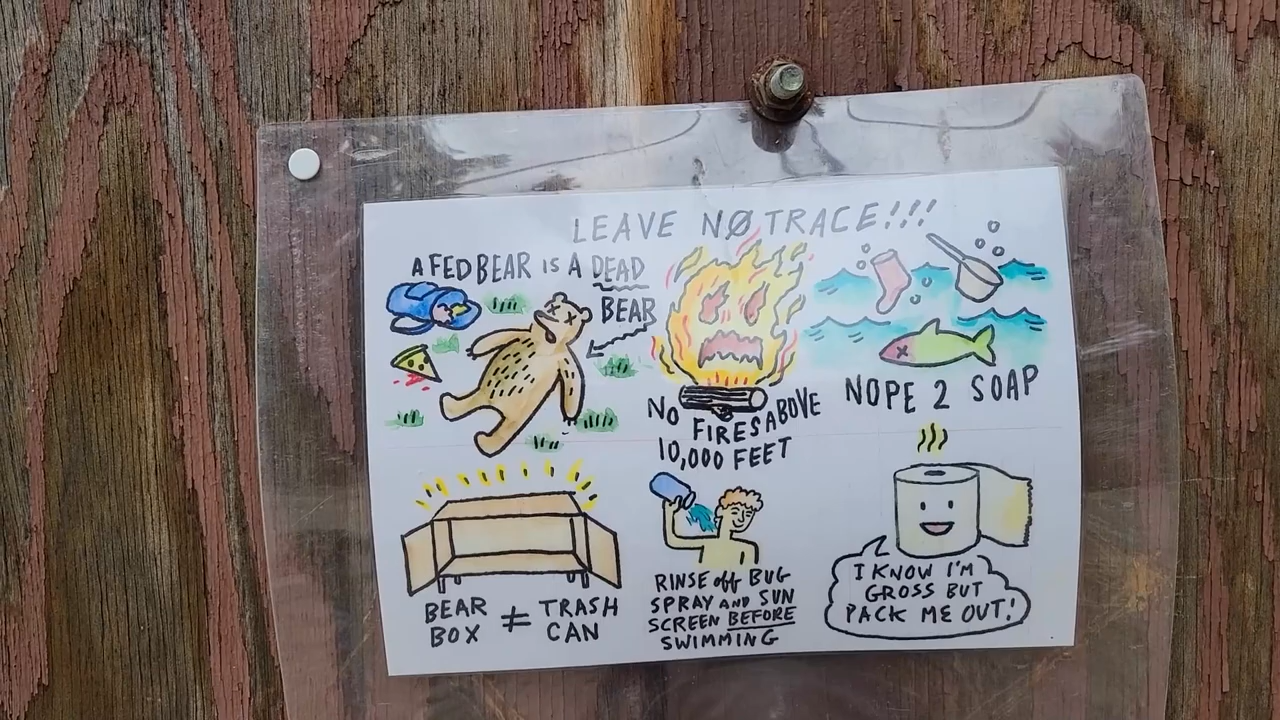 LEAVE NØ TRACE!!!
A FED BEAR IS A DEAD
BEAR
NO FIRES ABOVE
10,000 FEET
NOPE 2 SOAP
BEAR ≠ TRASH
BOX CAN
RINSE off BUG
SPRAY AND SUN
SCREEN BEFORE
SWIMMING
I KNOW I'M
GROSS BUT
PACK ME OUT!